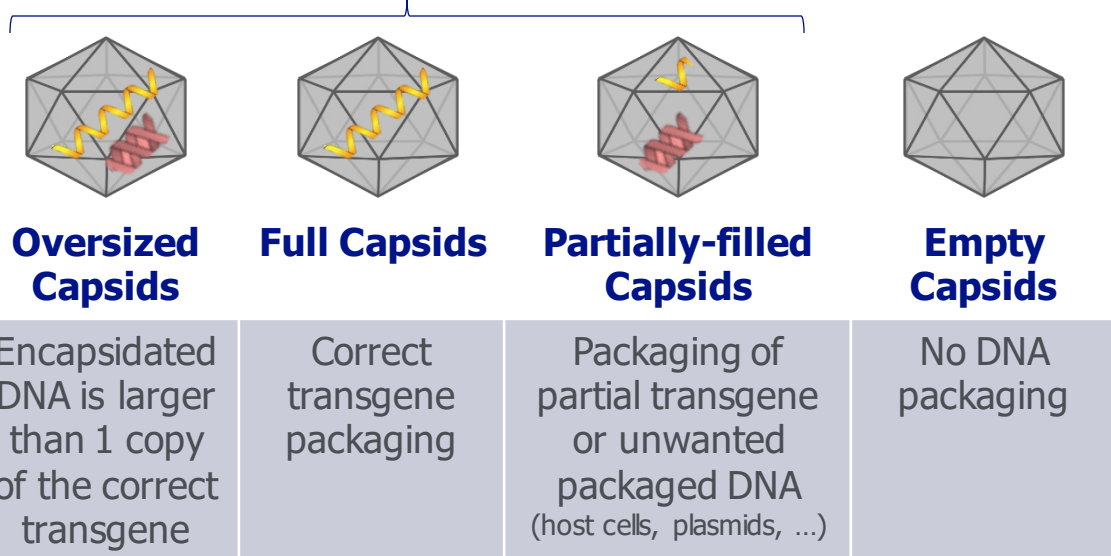 Oversized
Capsids
Full Capsids
Partially-filled
Capsids
Empty
Capsids
Encapsidated
DNA is larger
than 1 copy
of the correct
transgene
Correct
transgene
packaging
Packaging of
partial transgene
or unwanted
packaged DNA
(host cells, plasmids, ...)
No DNA
packaging